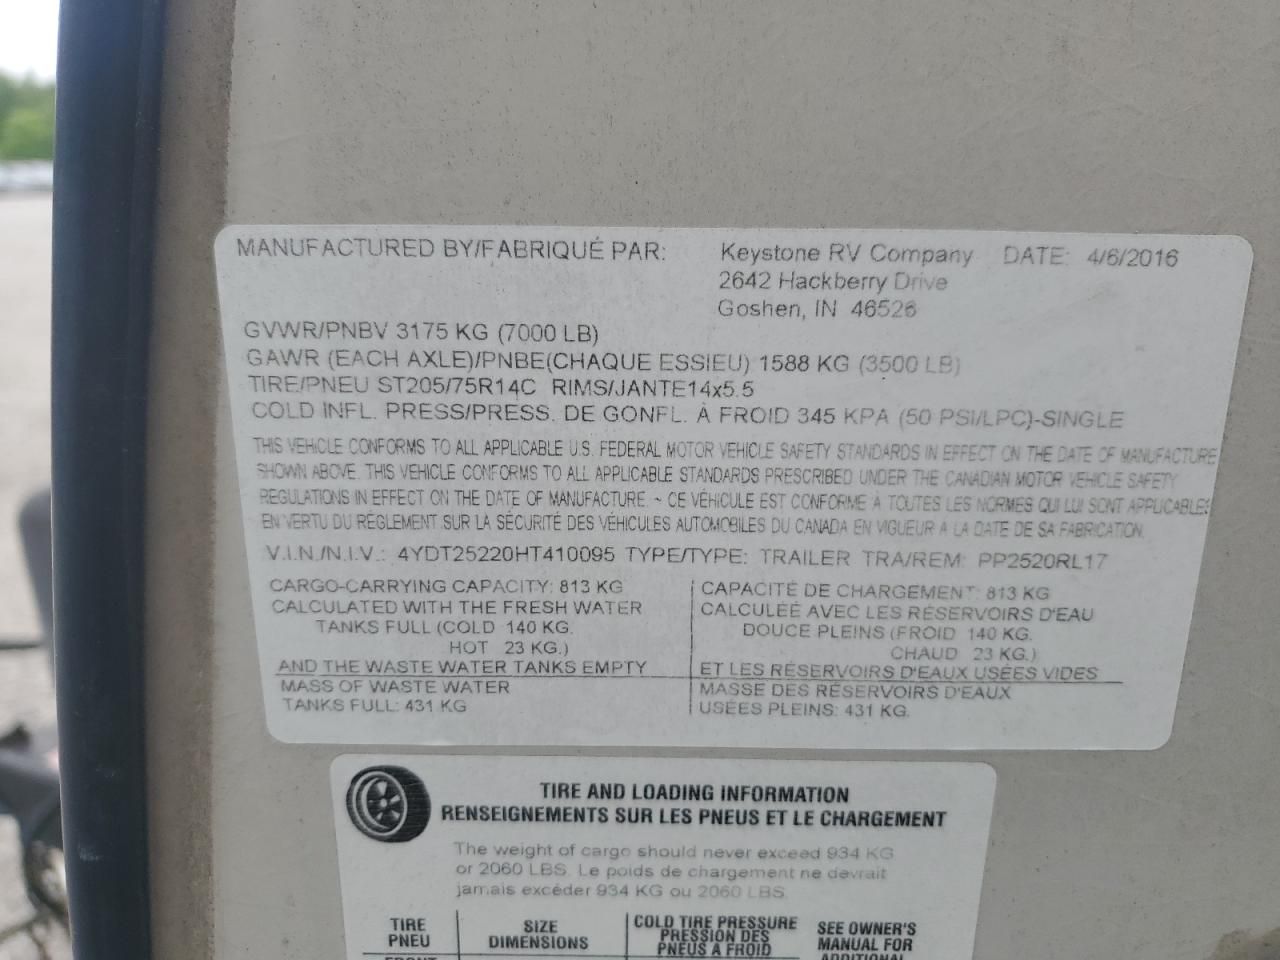 MANUFACTURED BY/FABRIQUÉ PAR: Keystone RV Company DATE: 4/6/2016
2642 Hackberry Drive
Goshen, IN 46526
GVWR/PNBV 3175 KG (7000 LB)
GAWR (EACH AXLE)/PNBE(CHAQUE ESSIEU) 1588 KG (3500 LB)
TIRE/PNEU ST205/75R14C RIMS/JANTE14x5.5
COLD INFL. PRESS/PRESS. DE GONFL. À FROID 345 KPA (50 PSI/LPC)-SINGLE
THIS VEHICLE CONFORMS TO ALL APPLICABLE U.S. FEDERAL MOTOR VEHICLE SAFETY STANDARDS IN EFFECT ON THE DATE OF MANUFACTURE
SHOWN ABOVE. THIS VEHICLE CONFORMS TO ALL APPLICABLE STANDARDS PRESCRIBED UNDER THE CANADIAN MOTOR VEHICLE SAFETY
REGULATIONS IN EFFECT ON THE DATE OF MANUFACTURE ~ CE VÉHICULE EST CONFORME À TOUTES LES NORMES QUI LUI SONT APPLICABLES
EN VERTU DU RÈGLEMENT SUR LA SÉCURITÉ DES VÉHICULES AUTOMOBILES DU CANADA EN VIGUEUR A LA DATE DE SA FABRICATION.
V.I.N./N.I.V.: 4YDT25220HT410095 TYPE/TYPE: TRAILER TRA/REM: PP2520RL17
CARGO-CARRYING CAPACITY: 813 KG
CALCULATED WITH THE FRESH WATER
TANKS FULL (COLD 140 KG.
HOT 23 KG.)
AND THE WASTE WATER TANKS EMPTY
MASS OF WASTE WATER
TANKS FULL: 431 KG
CAPACITÉ DE CHARGEMENT: 813 KG
CALCULÉE AVEC LES RÉSERVOIRS D'EAU
DOUCE PLEINS (FROID 140 KG.
CHAUD 23 KG.)
ET LES RÉSERVOIRS D'EAUX USÉES VIDES
MASSE DES RÉSERVOIRS D'EAUX
USÉES PLEINS: 431 KG.
TIRE AND LOADING INFORMATION
RENSEIGNEMENTS SUR LES PNEUS ET LE CHARGEMENT
The weight of cargo should never exceed 934 KG
or 2060 LBS. Le poids de chargement ne devrait
jamais excéder 934 KG ou 2060 LBS.
TIRE
PNEU
SIZE
DIMENSIONS
COLD TIRE PRESSURE
PRESSION DES
PNEUS A FROID
SEE OWNER'S
MANUAL FOR
ADDITIONAL
FRONT